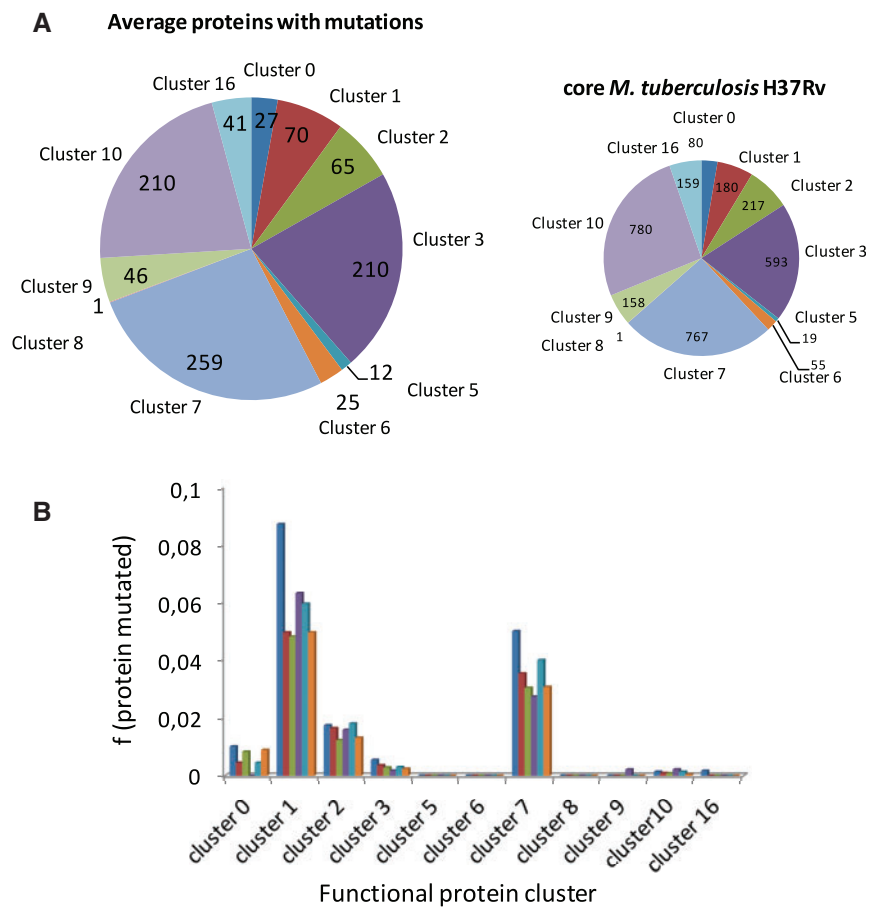 A
Average proteins with mutations
Cluster 0
Cluster 16
Cluster 1
41
27
70
Cluster 2
65
Cluster 10
210
Cluster 3
210
46
Cluster 9
1
Cluster 8
259
12
Cluster 5
25
Cluster 7
Cluster 6
core M. tuberculosis H37Rv
Cluster 0
80
Cluster 16
Cluster 1
159
180
Cluster 2
217
Cluster 10
780
Cluster 3
593
158
Cluster 9
Cluster 5
19
Cluster 8
1
767
55
Cluster 7
Cluster 6
B
f (protein mutated)
0,1
0,08
0,06
0,04
0,02
0
cluster 0
cluster 1
cluster 2
cluster 3
cluster 5
cluster 6
cluster 7
cluster 8
cluster 9
cluster10
cluster 16
Functional protein cluster